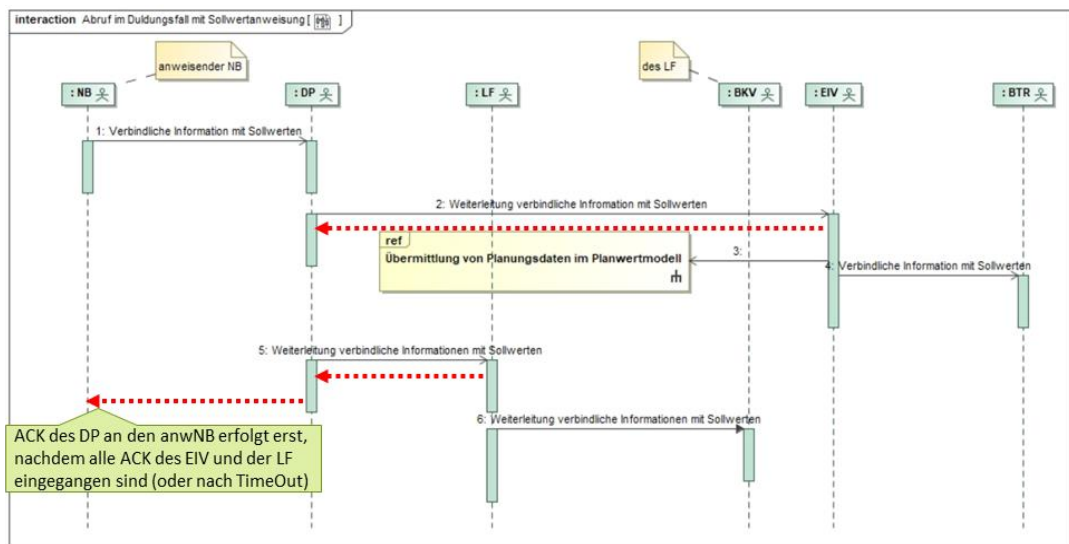 interaction Abruf im Duldungsfall mit Sollwertanweisung [ ]
anweisender NB
des LF
: NB
: DP
: LF
: BKV
: EIV
: BTR
1: Verbindliche Information mit Sollwerten
2: Weiterleitung verbindliche Infromation mit Sollwerten
ref
Übermittlung von Planungsdaten im Planwertmodell
3:
4: Verbindliche Information mit Sollwerten
5: Weiterleitung verbindliche Informationen mit Sollwerten
6: Weiterleitung verbindliche Informationen mit Sollwerten
ACK des DP an den anwNB erfolgt erst,
nachdem alle ACK des EIV und der LF
eingegangen sind (oder nach TimeOut)